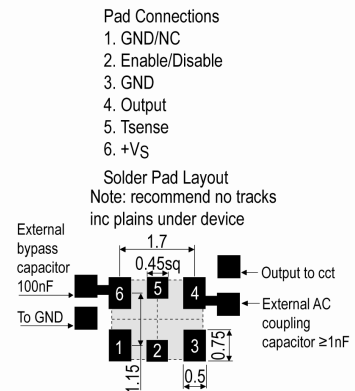 Pad Connections
1. GND/NC
2. Enable/Disable
3. GND
4. Output
5. Tsense
6. +VS
Solder Pad Layout
Note: recommend no tracks
inc plains under device
External
bypass
capacitor
100nF
To GND
1.7
0.45sq
6
5
4
1
2
3
1.15
0.5
0.75
Output to cct
External AC
coupling
capacitor ≥1nF